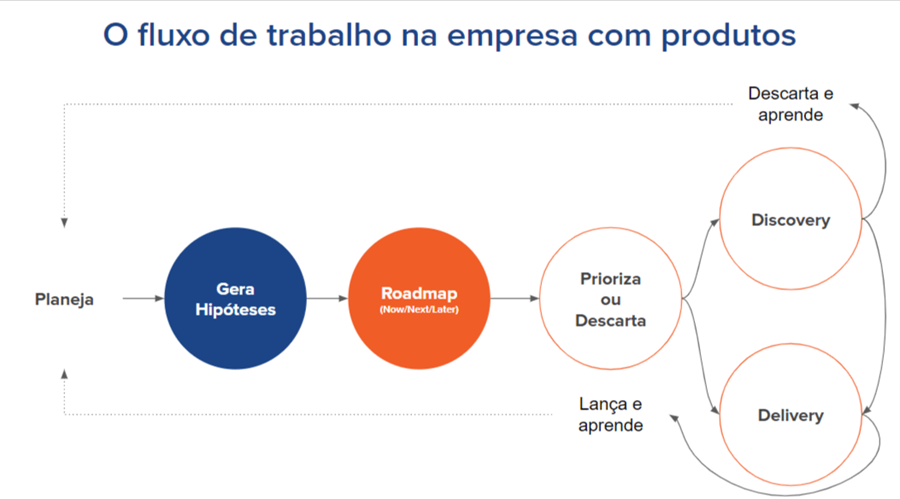 O fluxo de trabalho na empresa com produtos
Descarta e
aprende
Discovery
Planeja
Gera
Hipóteses
Roadmap
(Now/Next/Later)
Prioriza
ou
Descarta
Lança e
aprende
Delivery